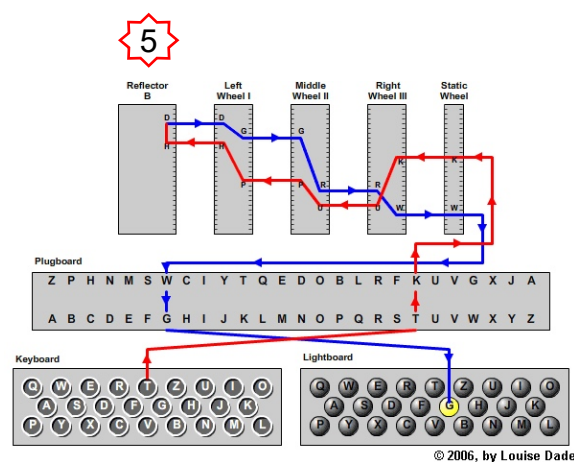 5
Reflector B
Left Wheel I
Middle Wheel II
Right Wheel III
Static Wheel
D D G G
H H K K
P P R R
U D W W
Plugboard
Z P H N M S W C I Y T Q E D O B L R F K U V G X J A
A B C D E F G H I J K L M N O P Q R S T U V W X Y Z
Keyboard
Q W E R T Z U I O
A S D F G H J K
P Y X C V B N M L
Lightboard
Q W E R T Z U I O
A S D F G H J K
P Y X C V B N M L
© 2006, by Louise Dade